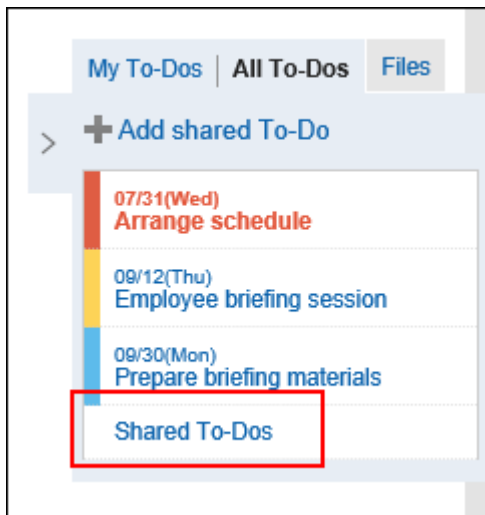 My To-Dos | All To-Dos Files
Add shared To-Do
07/31(Wed)
Arrange schedule
09/12(Thu)
Employee briefing session
09/30(Mon)
Prepare briefing materials
Shared To-Dos